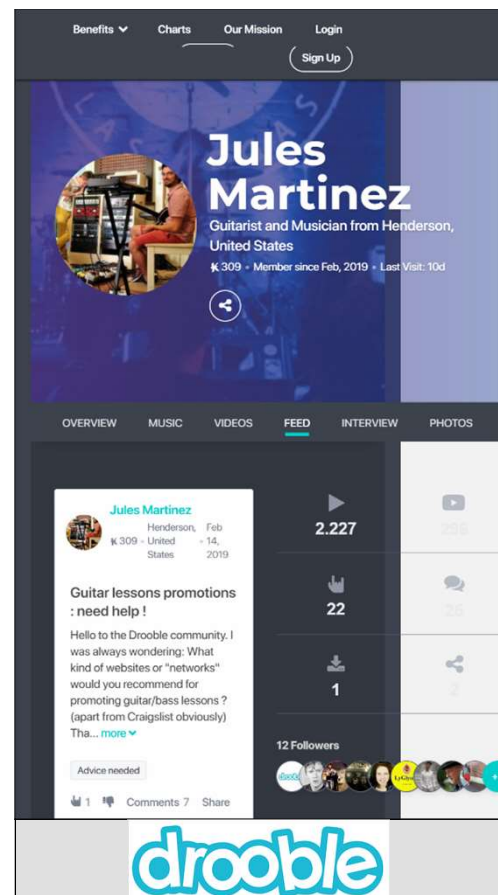 Benefits Charts Our Mission Login
Sign Up
Jules
Martinez
Guitarist and Musician from Henderson,
United States
309 • Member since Feb, 2019 • Last Visit: 10d
OVERVIEW MUSIC VIDEOS FEED INTERVIEW PHOTOS
Jules Martinez
309 • Henderson, United States • Feb 14, 2019
Guitar lessons promotions
: need help !
Hello to the Drooble community. I
was always wondering: What
kind of websites or "networks"
would you recommend for
promoting guitar/bass lessons ?
(apart from Craigslist obviously)
Tha... more
Advice needed
1 Comments 7 Share
2.227
22 26
1 2
12 Followers
drooble
drooble